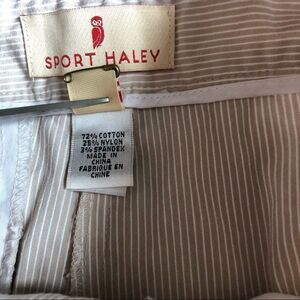 SPORT HALEY
72% COTTON
25% NYLON
3% SPANDEX
MADE IN
CHINA
FABRIQUE EN
CHINE